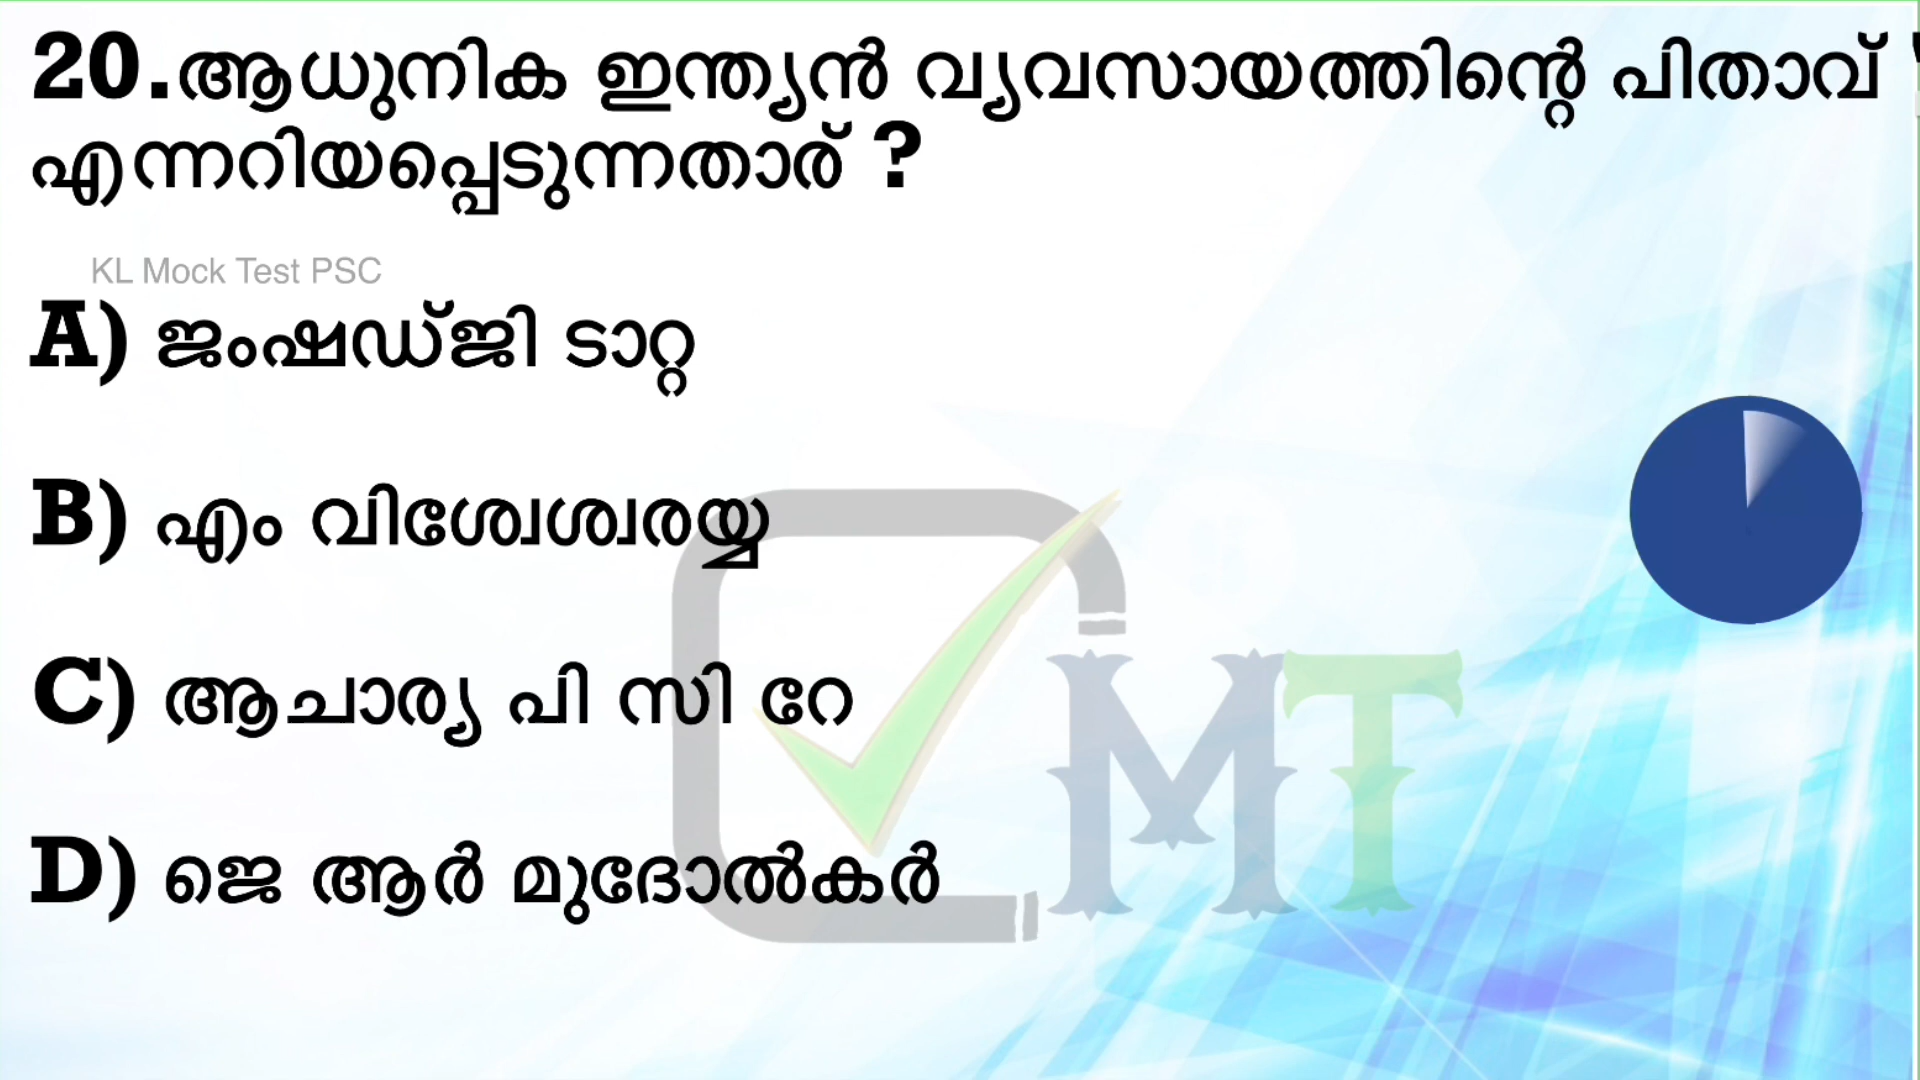 20.ആധുനിക ഇന്ത്യൻ വ്യവസായത്തിന്റെ പിതാവ് '
എന്നറിയപ്പെടുന്നതാര് ?
KL Mock Test PSC
A) ജംഷഡ്ജി ടാറ്റ
B) എം വിശ്വേശ്വരയ്യ
C) ആചാര്യ പി സി റേ
D) ജെ ആർ മുദോൽകർ
MT